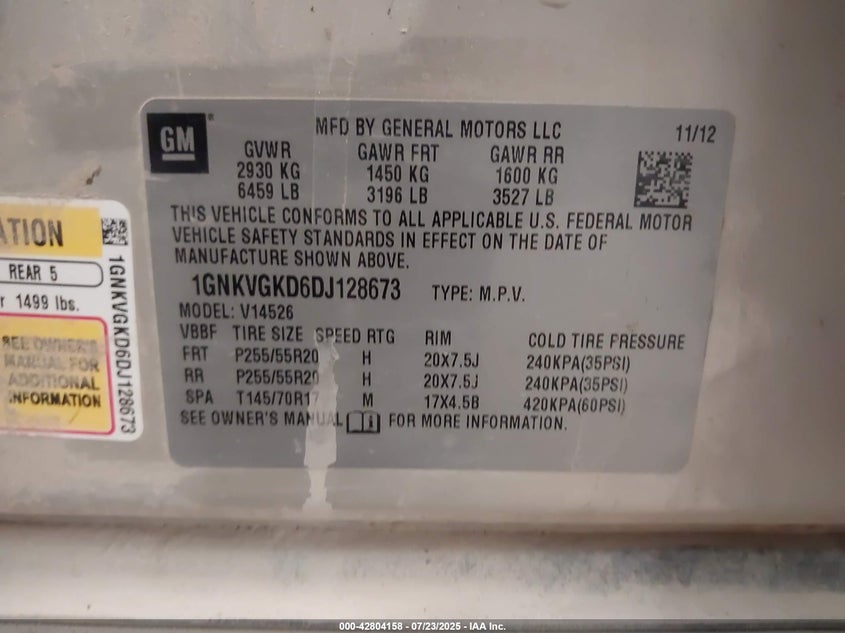 GM
MFD BY GENERAL MOTORS LLC
11/12
GVWR GAWR FRT GAWR RR
2930 KG 1450 KG 1600 KG
6459 LB 3196 LB 3527 LB
THIS VEHICLE CONFORMS TO ALL APPLICABLE U.S. FEDERAL MOTOR
VEHICLE SAFETY STANDARDS IN EFFECT ON THE DATE OF
MANUFACTURE SHOWN ABOVE.
1GNKVGKD6DJ128673 TYPE: M.P.V.
MODEL: V14526
VBBF TIRE SIZE SPEED RTG RIM COLD TIRE PRESSURE
FRT P255/55R20 H 20X7.5J 240KPA(35PSI)
RR P255/55R20 H 20X7.5J 240KPA(35PSI)
SPA T145/70R17 M 17X4.5B 420KPA(60PSI)
SEE OWNER'S MANUAL FOR MORE INFORMATION.
ATION
REAR 5
r 1499 lbs.
SEE OWNER'S
MANUAL FOR
ADDITIONAL
INFORMATION
1GNKVGKD6DJ128673
000-42804158 - 07/23/2025 - IAA Inc.